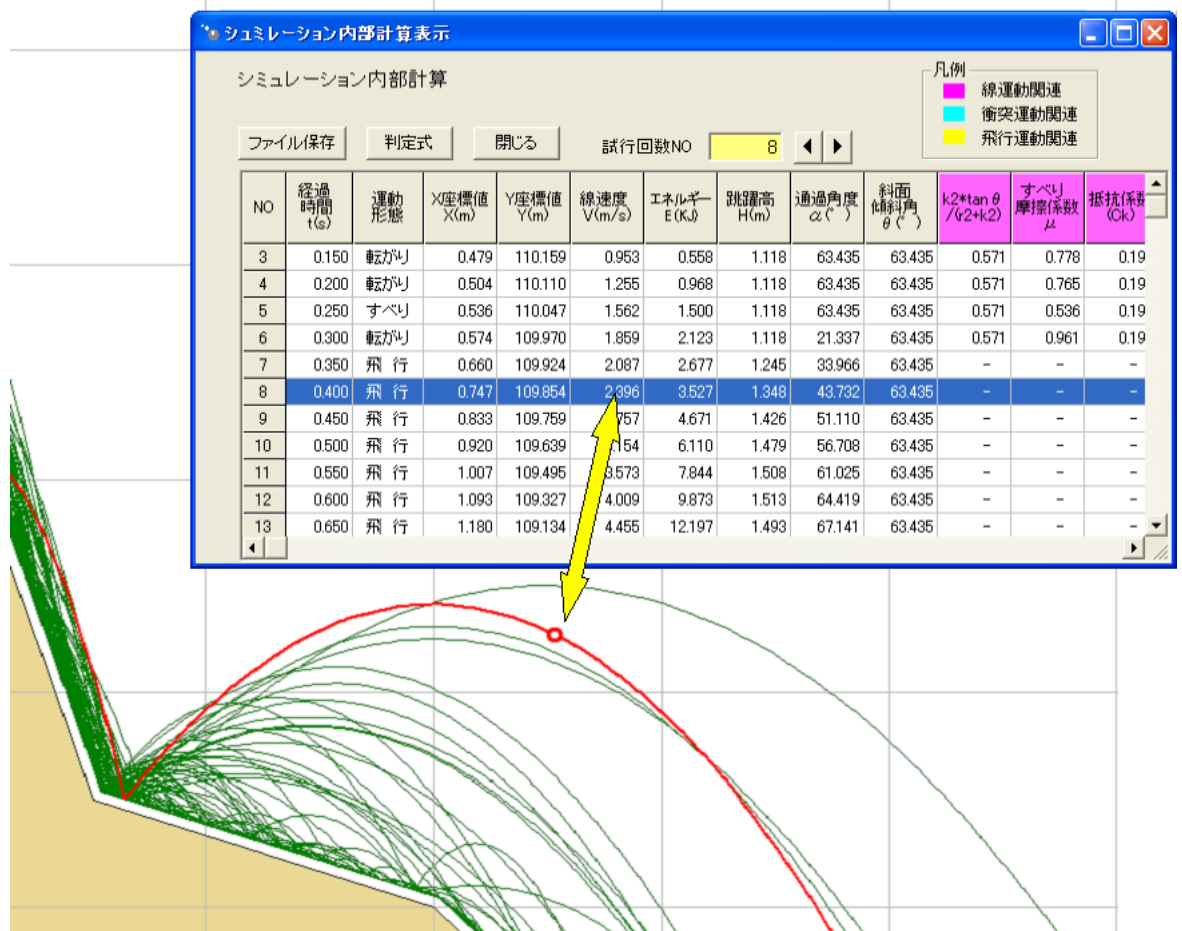 シュミレーション内部計算表示
シミュレーション内部計算
凡例
線運動関連
衝突運動関連
飛行運動関連
ファイル保存 判定式 閉じる 試行回数NO 8
NO 経過時間t(s) 運動形態 X座標値X(m) Y座標値Y(m) 線速度V(m/s) エネルギーE(KJ) 跳躍高H(m) 通過角度α(°) 斜面傾斜角θ(°) k2*tanθ/(r2+k2) すべり摩擦係数μ 抵抗係数(Ck)
3 0.150 転がり 0.479 110.159 0.953 0.558 1.118 63.435 63.435 0.571 0.778 0.19
4 0.200 転がり 0.504 110.110 1.255 0.968 1.118 63.435 63.435 0.571 0.765 0.19
5 0.250 すべり 0.536 110.047 1.562 1.500 1.118 63.435 63.435 0.571 0.536 0.19
6 0.300 転がり 0.574 109.970 1.859 2.123 1.118 21.337 63.435 0.571 0.961 0.19
7 0.350 飛 行 0.660 109.924 2.087 2.677 1.245 33.966 63.435 - - -
8 0.400 飛 行 0.747 109.854 2.396 3.527 1.348 43.732 63.435 - - -
9 0.450 飛 行 0.833 109.759 757 4.671 1.426 51.110 63.435 - - -
10 0.500 飛 行 0.920 109.639 .154 6.110 1.479 56.708 63.435 - - -
11 0.550 飛 行 1.007 109.495 3.573 7.844 1.508 61.025 63.435 - - -
12 0.600 飛 行 1.093 109.327 4.009 9.873 1.513 64.419 63.435 - - -
13 0.650 飛 行 1.180 109.134 4.455 12.197 1.493 67.141 63.435 - - -